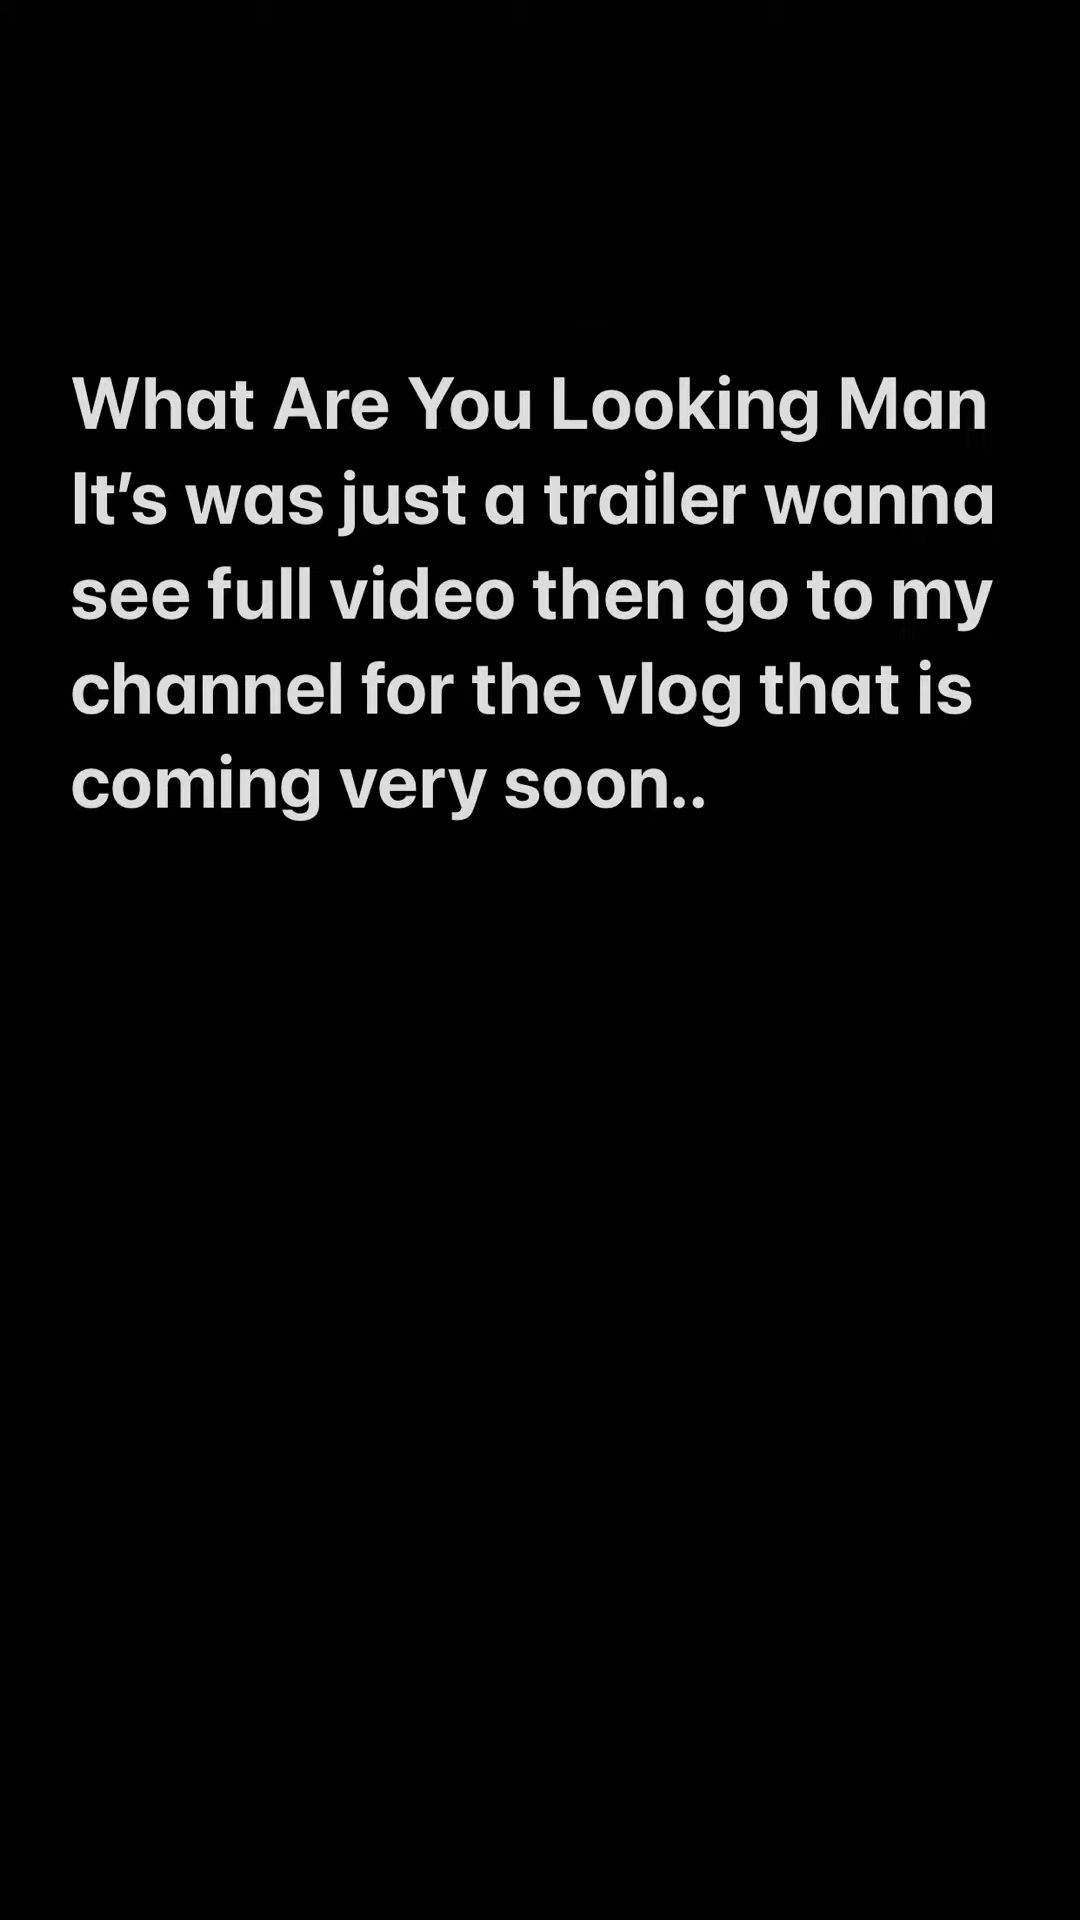 What Are You Looking Man
It's was just a trailer wanna
see full video then go to my
channel for the vlog that is
coming very soon..